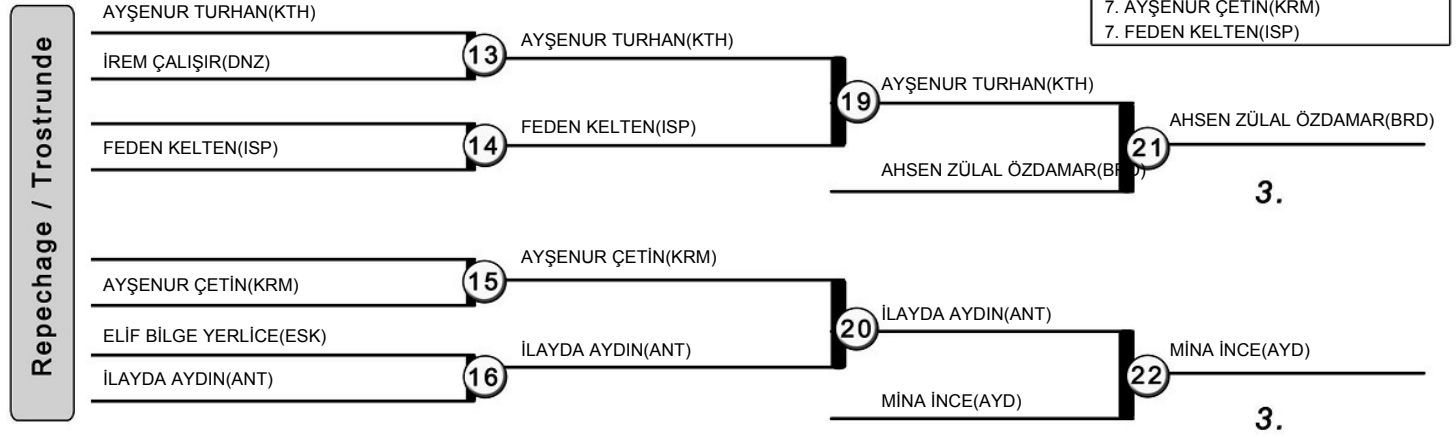 Repechage / Trostrunde
7. AYŞENUR ÇETİN(KRM)
7. FEDEN KELTEN(ISP)
AYŞENUR TURHAN(KTH)
İREM ÇALIŞIR(DNZ)
13
AYŞENUR TURHAN(KTH)
FEDEN KELTEN(ISP)
14
FEDEN KELTEN(ISP)
19
AYŞENUR TURHAN(KTH)
AHSEN ZÜLAL ÖZDAMAR(BRD)
21
AHSEN ZÜLAL ÖZDAMAR(BRD)
3.
AYŞENUR ÇETİN(KRM)
15
AYŞENUR ÇETİN(KRM)
ELİF BİLGE YERLİCE(ESK)
İLAYDA AYDIN(ANT)
16
İLAYDA AYDIN(ANT)
20
İLAYDA AYDIN(ANT)
MİNA İNCE(AYD)
22
MİNA İNCE(AYD)
3.